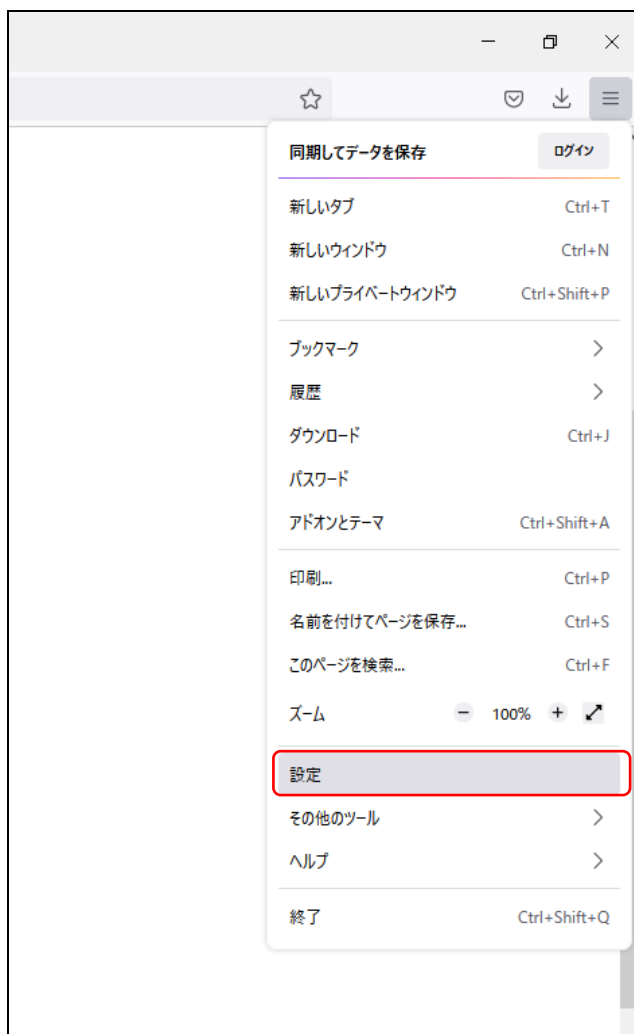 同期してデータを保存 ログイン
新しいタブ Ctrl+T
新しいウィンドウ Ctrl+N
新しいプライベートウィンドウ Ctrl+Shift+P
ブックマーク
履歴
ダウンロード Ctrl+J
パスワード
アドオンとテーマ Ctrl+Shift+A
印刷... Ctrl+P
名前を付けてページを保存... Ctrl+S
このページを検索... Ctrl+F
ズーム − 100% +
設定
その他のツール
ヘルプ
終了 Ctrl+Shift+Q